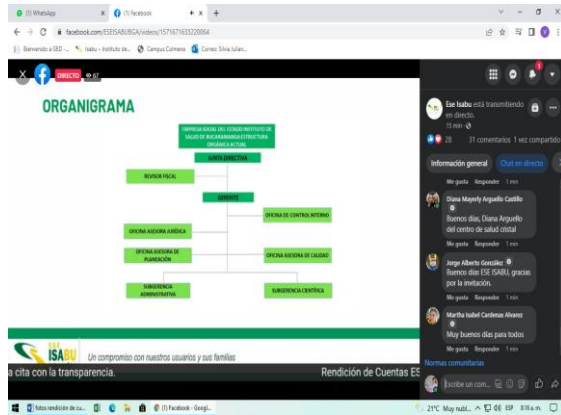 (1) WhatsApp
(1) Facebook
facebook.com/ESEISABUBGA/videos/1571671633220064
Bienvenido a GED -...
Isabu - Instituto de...
Campus Colmena
Correo: Silvia Julian...
DIRECTO
67
ORGANIGRAMA
EMPRESA SOCIAL DEL ESTADO INSTITUTO DE
SALUD DE BUCARAMANGA ESTRUCTURA
ORGÁNICA ACTUAL
JUNTA DIRECTIVA
REVISOR FISCAL
GERENTE
OFICINA DE CONTROL INTERNO
OFICINA ASESORA JURÍDICA
OFICINA ASESORA DE
PLANEACIÓN
OFICINA ASESORA DE CALIDAD
SUBGERENCIA
ADMINISTRATIVA
SUBGERENCIA CIENTÍFICA
ESE
ISABU
Un compromiso con nuestros usuarios y sus familias
a cita con la transparencia.
Rendición de Cuentas ES
Ese Isabu está transmitiendo
en directo.
15 min
28
31 comentarios 1 vez compartido
Información general
Chat en directo
Me gusta Responder 1 min
Diana Mayerly Arguello Castillo
Buenos días, Diana Arguello
del centro de salud cristal
Me gusta Responder 1 min
Jorge Alberto González
Buenos días ESE ISABU, gracias
por la invitación.
Me gusta Responder 1 min
Martha Isabel Cardenas Alvarez
Muy buenos días para todos
Me gusta Responder 1 min
Normas comunitarias
Escribe un com...
fotos rendición de cu...
(1) Facebook - Googl...
21°C Muy nubl...
ESP
8:18 a.m.